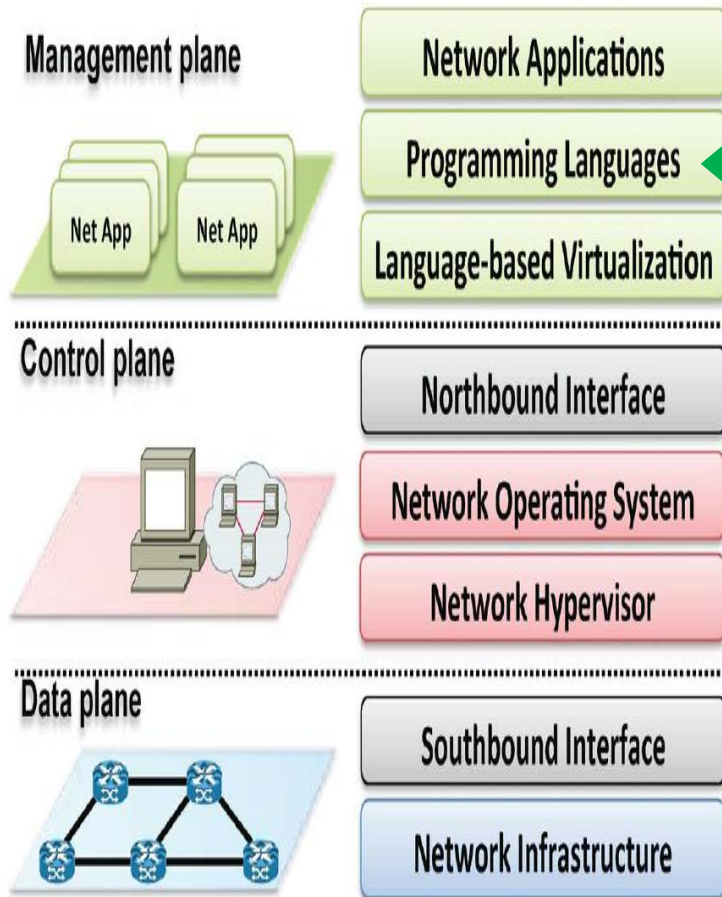 Management plane
Net App
Net App
Network Applications
Programming Languages
Language-based Virtualization
Control plane
Northbound Interface
Network Operating System
Network Hypervisor
Data plane
Southbound Interface
Network Infrastructure